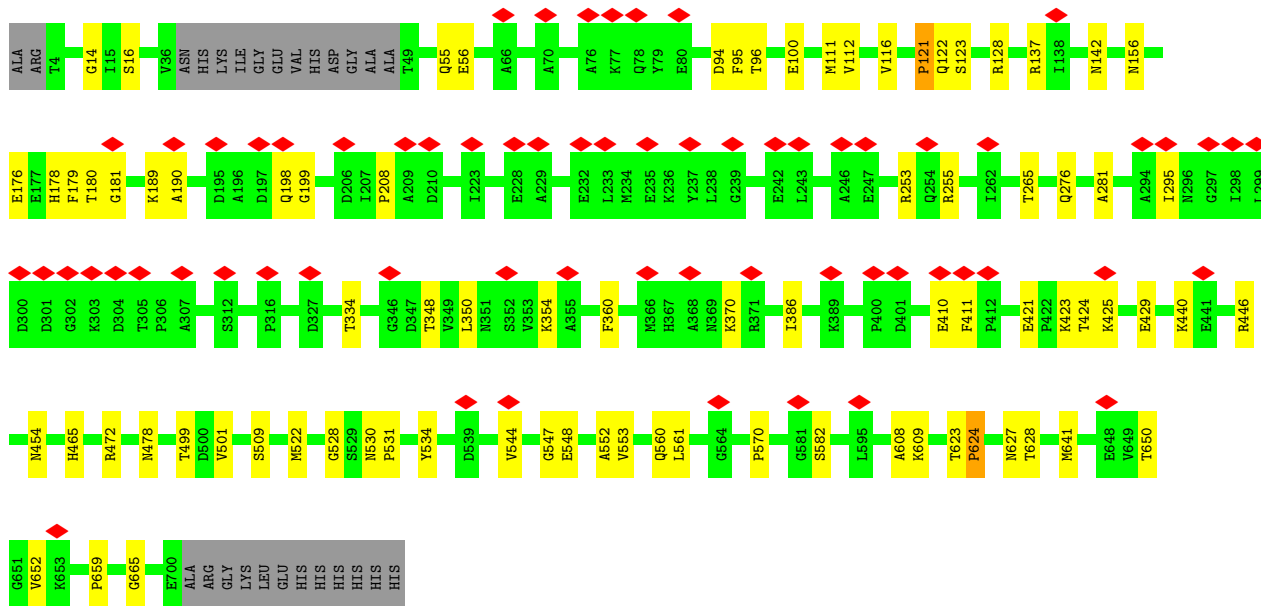 ALA ARG T4 G14 I15 S16 V36 ASN HIS LYS ILE GLY GLU VAL HIS ASP GLY ALA ALA T49 Q55 E56 A66 A70 A76 K77 Q78 Y79 E80 D94 F95 T96 E100 M111 V112 V116 P121 Q122 S123 R128 R137 I138 N142 N156
E176 E177 H178 F179 T180 G181 K189 A190 D195 A196 D197 Q198 G199 D206 I207 P208 A209 D210 I223 E228 A229 E232 L233 M234 E235 K236 Y237 L238 G239 E242 L243 A246 E247 R253 Q254 R255 I262 T265 Q276 A281 A294 I295 N296 G297 I298 L299
D300 D301 G302 K303 D304 T305 P306 A307 S312 P316 D327 T334 G346 D347 T348 V349 L350 N351 S352 V353 K354 A355 F360 M366 H367 A368 N369 K370 R371 I386 K389 P400 D401 E410 F411 P412 E421 P422 K423 T424 K425 E429 K440 E441 R446
N454 H465 R472 N478 T499 D500 V501 S509 M522 G528 S529 N530 P531 Y534 D539 V544 G547 E548 A552 V553 Q560 L561 G564 P570 G581 S582 L595 A608 K609 T623 P624 N627 T628 M641 E648 V649 T650
G651 V652 K653 P659 G665 E700 ALA ARG GLY LYS LEU GLU HIS HIS HIS HIS HIS HIS